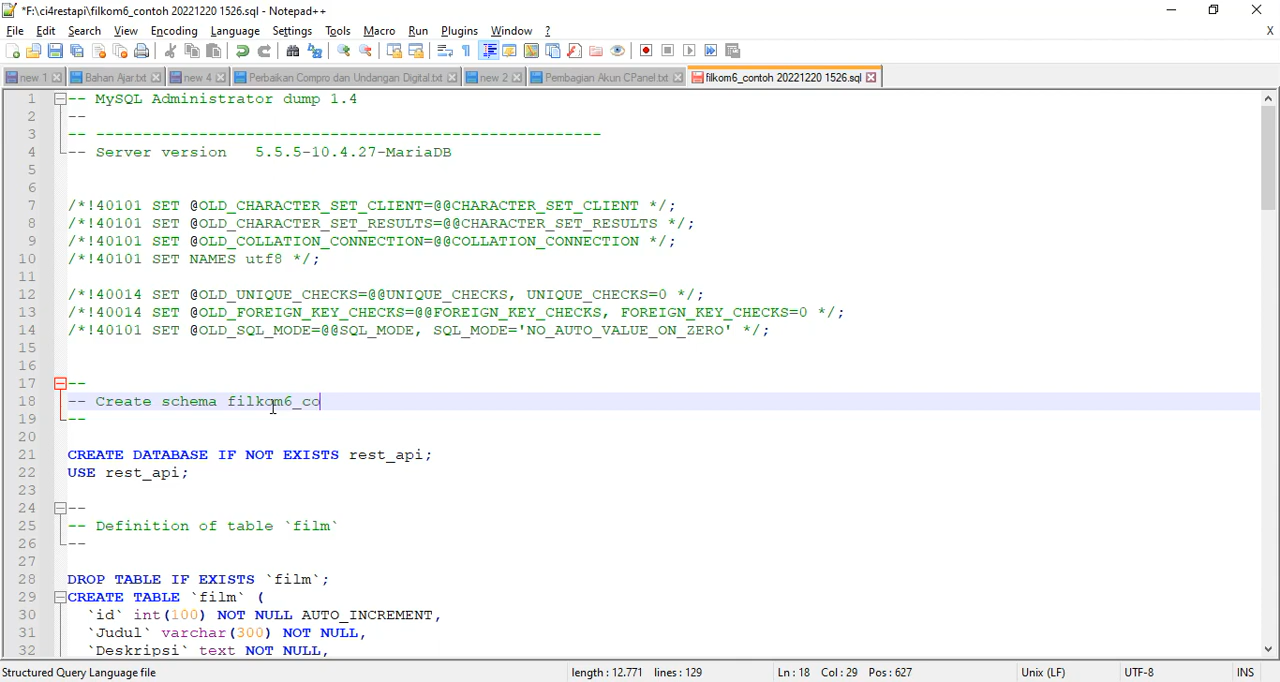 *F:\ci4restapi\filkom6_contoh 20221220 1526.sql - Notepad++
File Edit Search View Encoding Language Settings Tools Macro Run Plugins Window ? X
new 1 Bahan Ajar.txt new 4 Perbaikan Compro dan Undangan Digital.txt new 2 Pembagian Akun CPanel.txt filkom6_contoh 20221220 1526.sql
1 -- MySQL Administrator dump 1.4
2 --
3 -- ------------------------------------------------------
4 -- Server version 5.5.5-10.4.27-MariaDB
5
6
7 /*!40101 SET @OLD_CHARACTER_SET_CLIENT=@@CHARACTER_SET_CLIENT */;
8 /*!40101 SET @OLD_CHARACTER_SET_RESULTS=@@CHARACTER_SET_RESULTS */;
9 /*!40101 SET @OLD_COLLATION_CONNECTION=@@COLLATION_CONNECTION */;
10 /*!40101 SET NAMES utf8 */;
11
12 /*!40014 SET @OLD_UNIQUE_CHECKS=@@UNIQUE_CHECKS, UNIQUE_CHECKS=0 */;
13 /*!40014 SET @OLD_FOREIGN_KEY_CHECKS=@@FOREIGN_KEY_CHECKS, FOREIGN_KEY_CHECKS=0 */;
14 /*!40101 SET @OLD_SQL_MODE=@@SQL_MODE, SQL_MODE='NO_AUTO_VALUE_ON_ZERO' */;
15
16
17 --
18 -- Create schema filkom6_co
19 --
20
21 CREATE DATABASE IF NOT EXISTS rest_api;
22 USE rest_api;
23
24 --
25 -- Definition of table `film`
26 --
27
28 DROP TABLE IF EXISTS `film`;
29 CREATE TABLE `film` (
30 `id` int(100) NOT NULL AUTO_INCREMENT,
31 `Judul` varchar(300) NOT NULL,
32 `Deskripsi` text NOT NULL,
Structured Query Language file length : 12.771 lines : 129 Ln : 18 Col : 29 Pos : 627 Unix (LF) UTF-8 INS